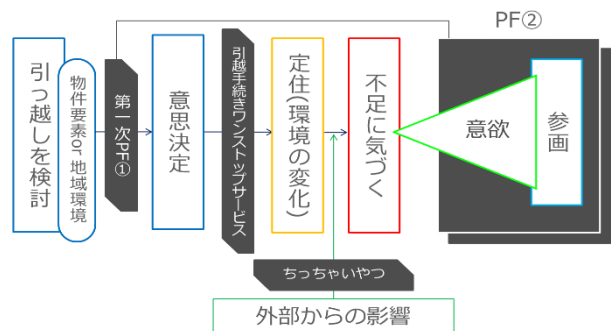 PF②
引っ越しを検討
物件要素or 地域環境
第一次PF①
意思決定
引越手続きワンストップサービス
定住(環境の変化)
不足に気づく
意欲
参画
ちっちゃいやつ
外部からの影響